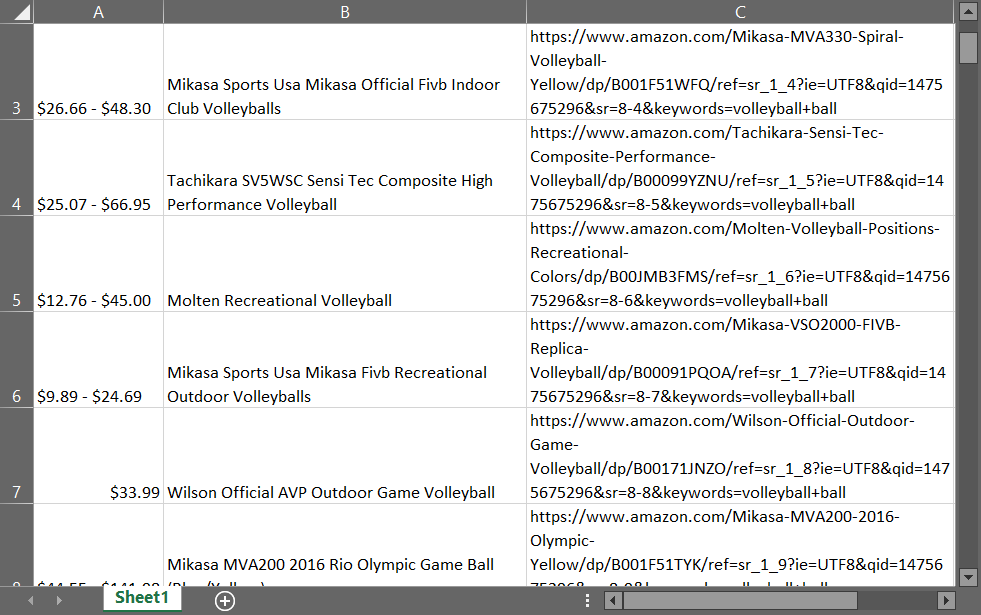 A B C
https://www.amazon.com/Mikasa-MVA330-Spiral-
Volleyball-
Mikasa Sports Usa Mikasa Official Fivb Indoor Yellow/dp/B001F51WFQ/ref=sr_1_4?ie=UTF8&qid=1475
3 $26.66 - $48.30 Club Volleyballs 675296&sr=8-4&keywords=volleyball+ball
https://www.amazon.com/Tachikara-Sensi-Tec-
Composite-Performance-
Tachikara SV5WSC Sensi Tec Composite High Volleyball/dp/B00099YZNU/ref=sr_1_5?ie=UTF8&qid=14
4 $25.07 - $66.95 Performance Volleyball 75675296&sr=8-5&keywords=volleyball+ball
https://www.amazon.com/Molten-Volleyball-Positions-
Recreational-
Colors/dp/B00JMB3FMS/ref=sr_1_6?ie=UTF8&qid=14756
5 $12.76 - $45.00 Molten Recreational Volleyball 75296&sr=8-6&keywords=volleyball+ball
https://www.amazon.com/Mikasa-VSO2000-FIVB-
Replica-
Mikasa Sports Usa Mikasa Fivb Recreational Volleyball/dp/B00091PQOA/ref=sr_1_7?ie=UTF8&qid=14
6 $9.89 - $24.69 Outdoor Volleyballs 75675296&sr=8-7&keywords=volleyball+ball
https://www.amazon.com/Wilson-Official-Outdoor-
Game-
Volleyball/dp/B00171JNZO/ref=sr_1_8?ie=UTF8&qid=147
7 $33.99 Wilson Official AVP Outdoor Game Volleyball 5675296&sr=8-8&keywords=volleyball+ball
https://www.amazon.com/Mikasa-MVA200-2016-
Olympic-
Mikasa MVA200 2016 Rio Olympic Game Ball Yellow/dp/B001F51TYK/ref=sr_1_9?ie=UTF8&qid=14756
Sheet1